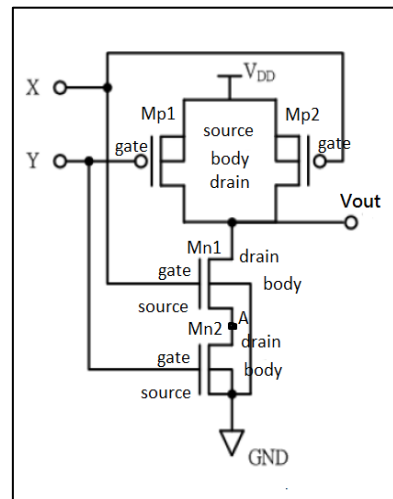 V_DD
X
Mp1
Mp2
gate
source
gate
body
Y
drain
Vout
Mn1
drain
gate
body
source
A
Mn2
drain
gate
body
source
GND